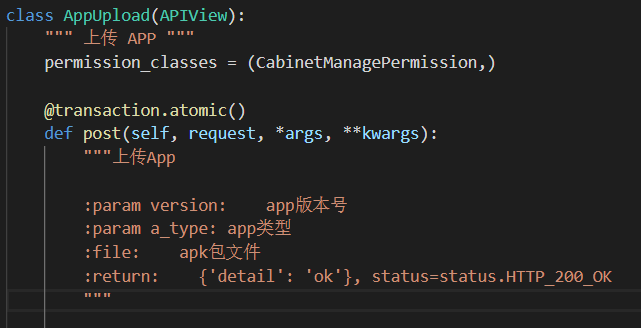 class AppUpload(APIView):
    """ 上传 APP """
    permission_classes = (CabinetManagePermission,)
    @transaction.atomic()
    def post(self, request, *args, **kwargs):
        """上传App
        :param version:    app版本号
        :param a_type: app类型
        :file:    apk包文件
        :return:    {'detail': 'ok'}, status=status.HTTP_200_OK
        """